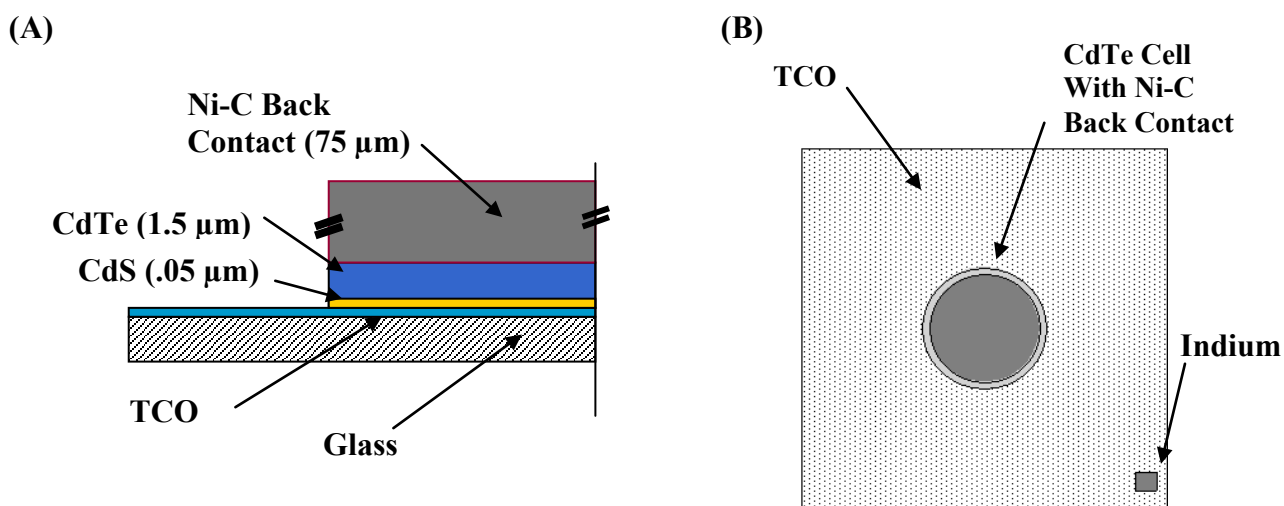 (A)
Ni-C Back
Contact (75 µm)
CdTe (1.5 µm)
CdS (.05 µm)
TCO
Glass
(B)
TCO
CdTe Cell
With Ni-C
Back Contact
Indium